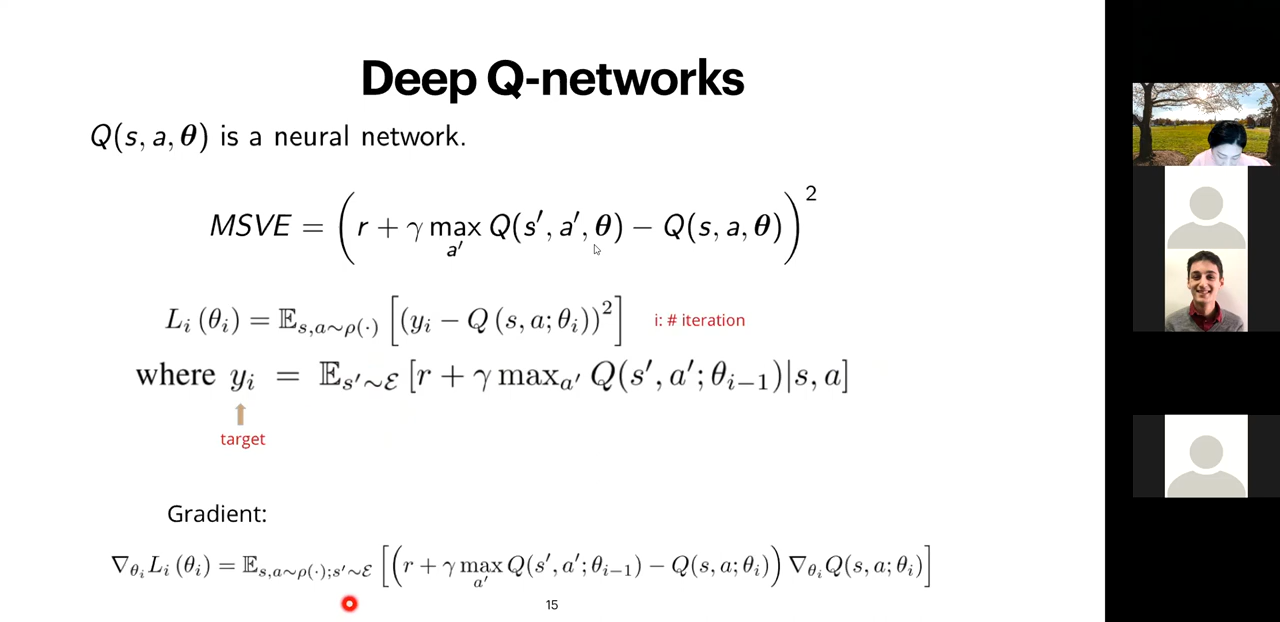 Deep Q-networks
Q(s, a, θ) is a neural network.
MSVE = ( r + γ max_{a′} Q(s′, a′, θ) − Q(s, a, θ) )²
L_i (θ_i) = 𝔼_{s,a∼ρ(·)} [(y_i − Q (s, a; θ_i))²] i: # iteration
where y_i = 𝔼_{s′∼ℰ} [r + γ max_{a′} Q(s′, a′; θ_{i−1})|s, a]
target
Gradient:
∇_{θ_i} L_i (θ_i) = 𝔼_{s,a∼ρ(·);s′∼ℰ} [( r + γ max_{a′} Q(s′, a′; θ_{i−1}) − Q(s, a; θ_i) ) ∇_{θ_i} Q(s, a; θ_i)]
15